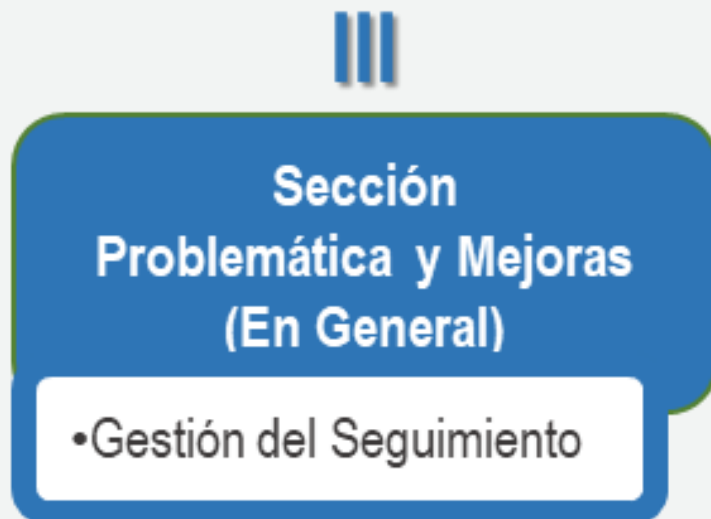 III
Sección
Problemática y Mejoras
(En General)
•Gestión del Seguimiento